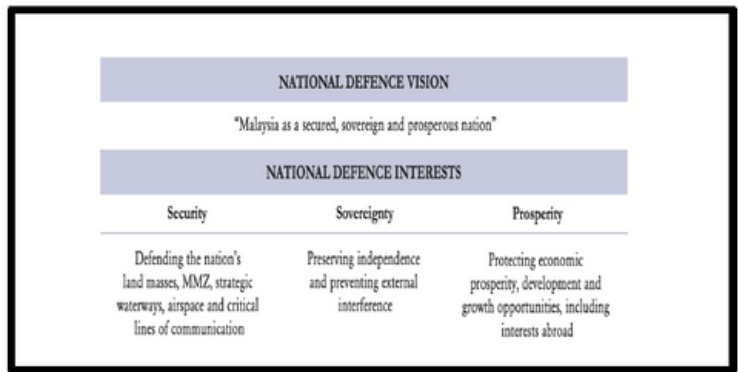 NATIONAL DEFENCE VISION
"Malaysia as a secured, sovereign and prosperous nation"
NATIONAL DEFENCE INTERESTS
Security
Defending the nation's
land masses, MMZ, strategic
waterways, airspace and critical
lines of communication
Sovereignty
Preserving independence
and preventing external
interference
Prosperity
Protecting economic
prosperity, development and
growth opportunities, including
interests abroad